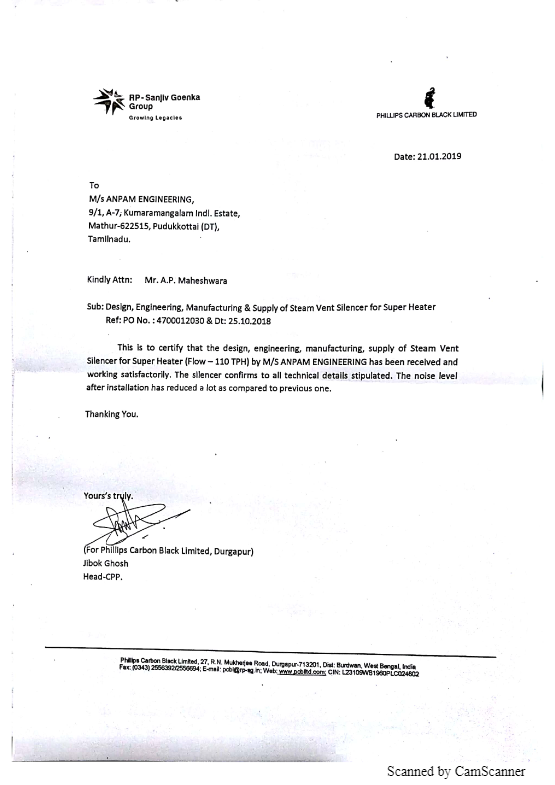 RP-Sanjiv Goenka
Group
Growing Legacies
PHILLIPS CARBON BLACK LIMITED
Date: 21.01.2019
To
M/s ANPAM ENGINEERING,
9/1, A-7, Kumaramangalam Indl. Estate,
Mathur-622515, Pudukkottai (DT),
Tamilnadu.
Kindly Attn: Mr. A.P. Maheshwara
Sub: Design, Engineering, Manufacturing & Supply of Steam Vent Silencer for Super Heater
Ref: PO No. : 4700012030 & Dt: 25.10.2018
This is to certify that the design, engineering, manufacturing, supply of Steam Vent
Silencer for Super Heater (Flow – 110 TPH) by M/S ANPAM ENGINEERING has been received and
working satisfactorily. The silencer confirms to all technical details stipulated. The noise level
after installation has reduced a lot as compared to previous one.
Thanking You.
Yours's truly.
(For Phillips Carbon Black Limited, Durgapur)
Jibok Ghosh
Head-CPP.
Phillips Carbon Black Limited, 27, R.N. Mukherjee Road, Durgapur-713201, Dist: Burdwan, West Bengal, India
Fax: (0343) 2556392/2556694; E-mail: pcbl@rp-sg.in; Web: www.pcblltd.com; CIN: L23109WB1960PLC024602
Scanned by CamScanner